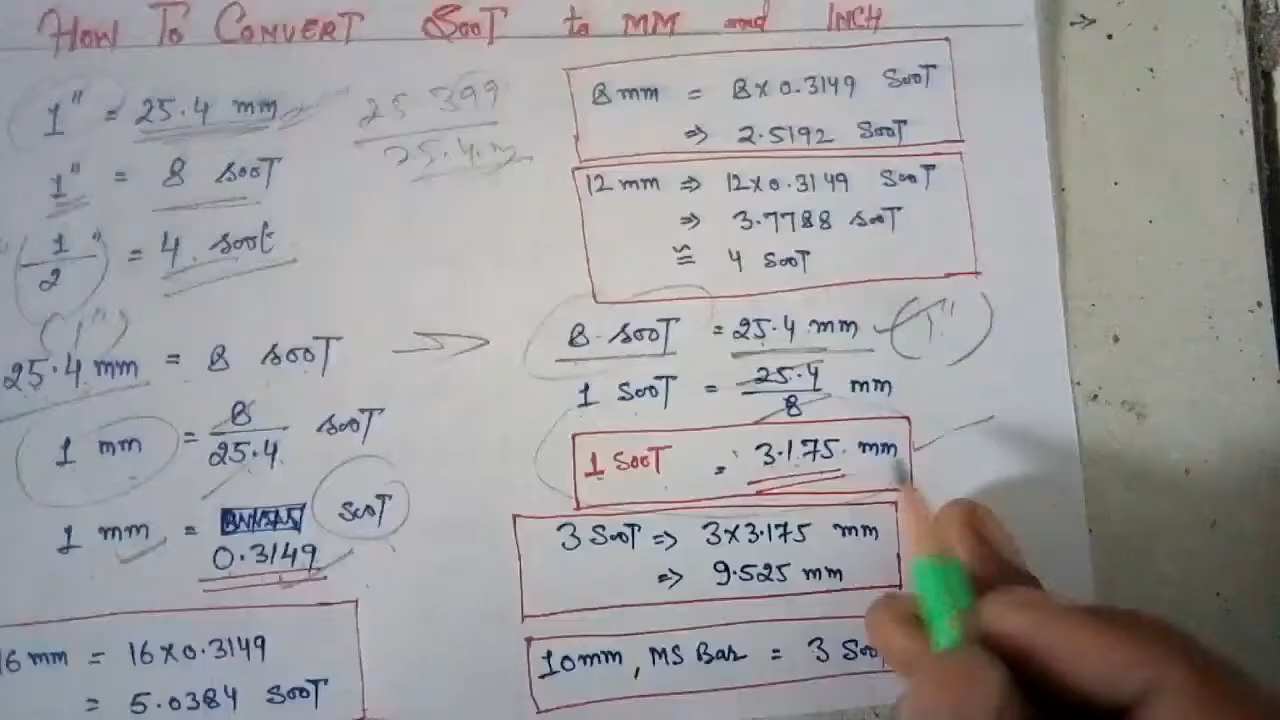 HOW TO CONVERT SOOT to MM and INCH
1" = 25.4 mm
25 399
25.4
1" = 8 SOOT
"1/2" = 4 soot
(1")
25.4 mm = 8 SOOT
1 mm = 8/25.4 SOOT
1 mm = SOOT
0.3149
16 mm = 16 X 0.3149
= 5.0384 SOOT
8 mm = 8 X 0.3149 SOOT
⇒ 2.5192 SOOT
12 mm ⇒ 12 X 0.3149 SOOT
⇒ 3.7788 SOOT
≅ 4 SOOT
8 SOOT = 25.4 mm (1")
1 SOOT = 25.4/8 mm
1 SOOT = 3.175 mm
3 SOOT ⇒ 3 X 3.175 mm
⇒ 9.525 mm
10mm, MS Bar = 3 Soo